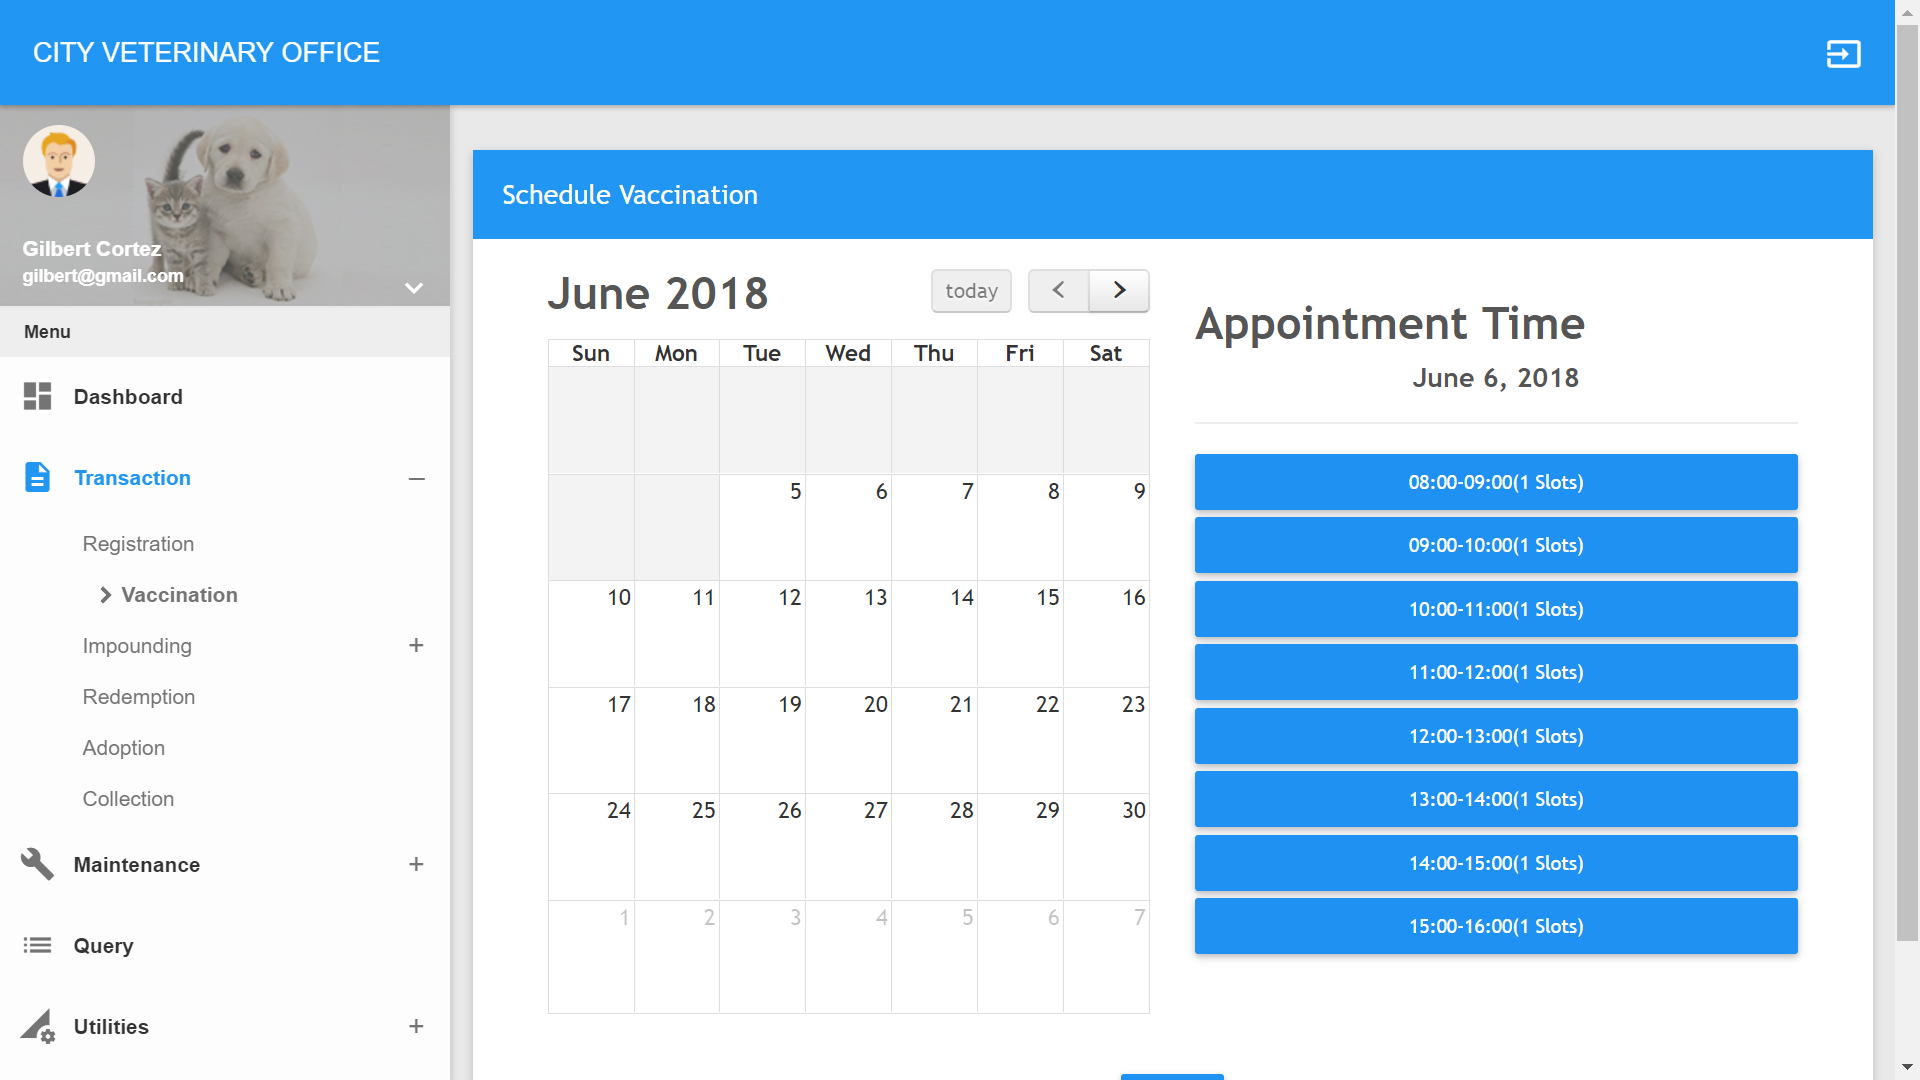 CITY VETERINARY OFFICE
Gilbert Cortez
gilbert@gmail.com
Menu
Dashboard
Transaction
Registration
Vaccination
Impounding
Redemption
Adoption
Collection
Maintenance
Query
Utilities
Schedule Vaccination
June 2018
today
Sun Mon Tue Wed Thu Fri Sat
5 6 7 8 9
10 11 12 13 14 15 16
17 18 19 20 21 22 23
24 25 26 27 28 29 30
1 2 3 4 5 6 7
Appointment Time
June 6, 2018
08:00-09:00(1 Slots)
09:00-10:00(1 Slots)
10:00-11:00(1 Slots)
11:00-12:00(1 Slots)
12:00-13:00(1 Slots)
13:00-14:00(1 Slots)
14:00-15:00(1 Slots)
15:00-16:00(1 Slots)